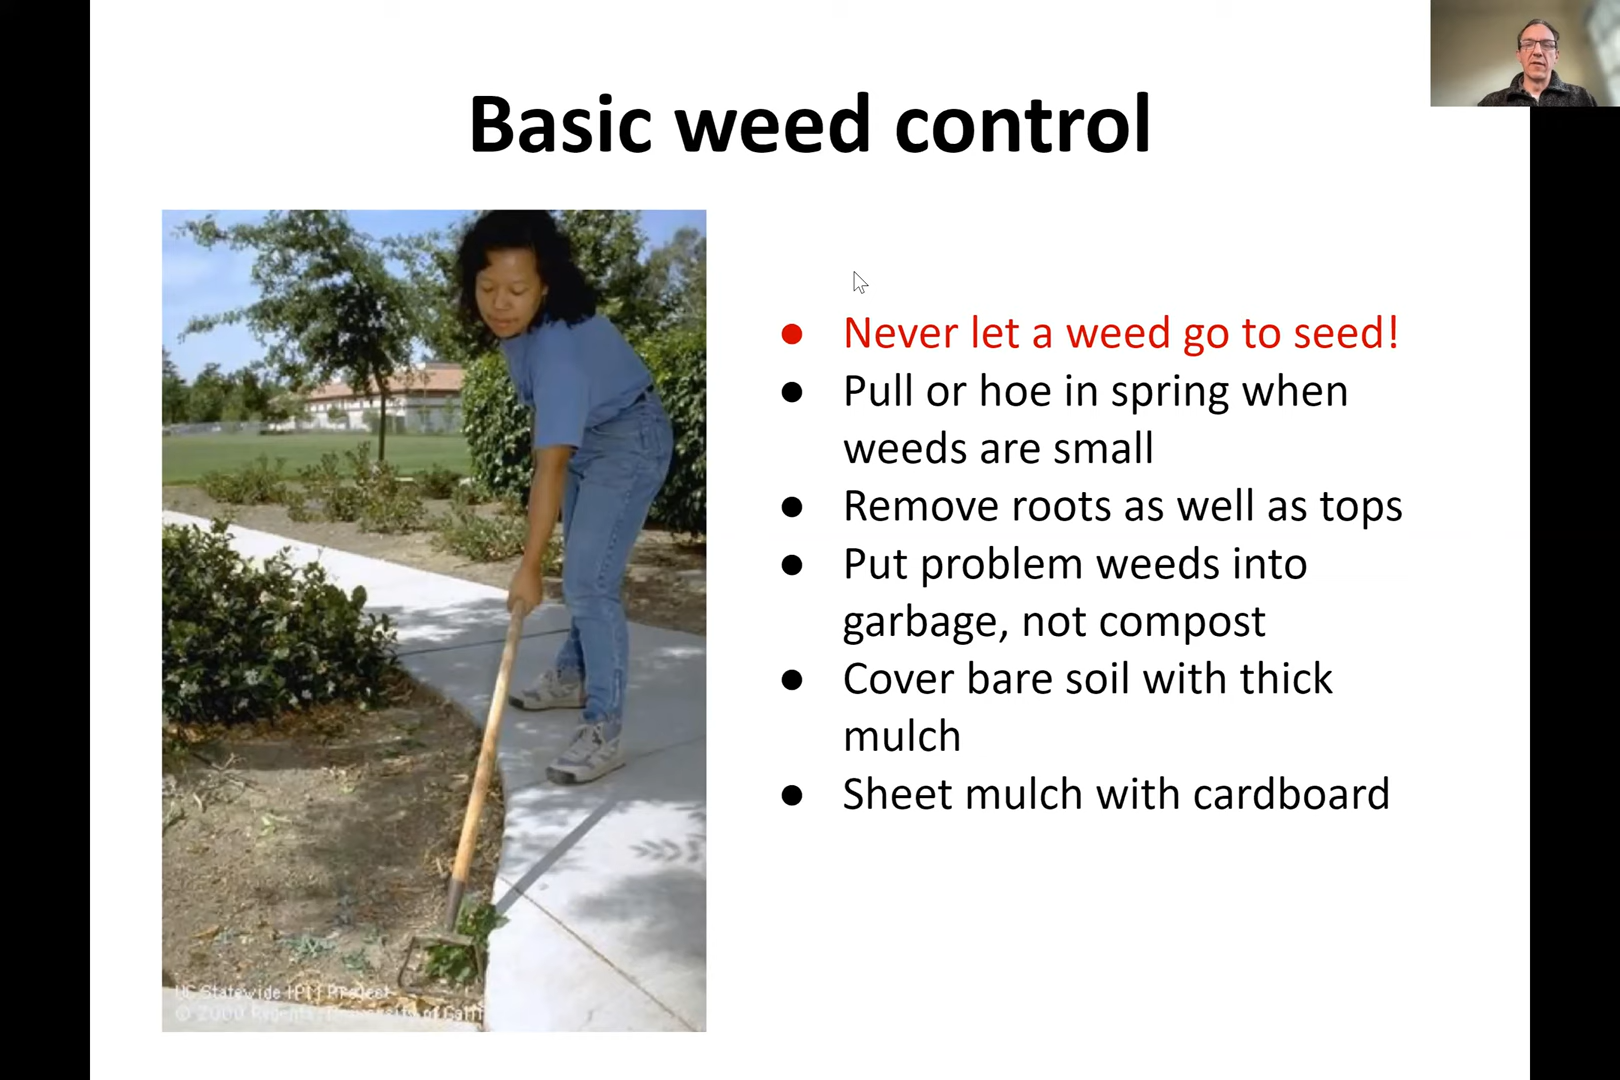 Basic weed control
● Never let a weed go to seed!
● Pull or hoe in spring when
weeds are small
● Remove roots as well as tops
● Put problem weeds into
garbage, not compost
● Cover bare soil with thick
mulch
● Sheet mulch with cardboard
UC Statewide IPM Project
© 2000 Regents, University of California